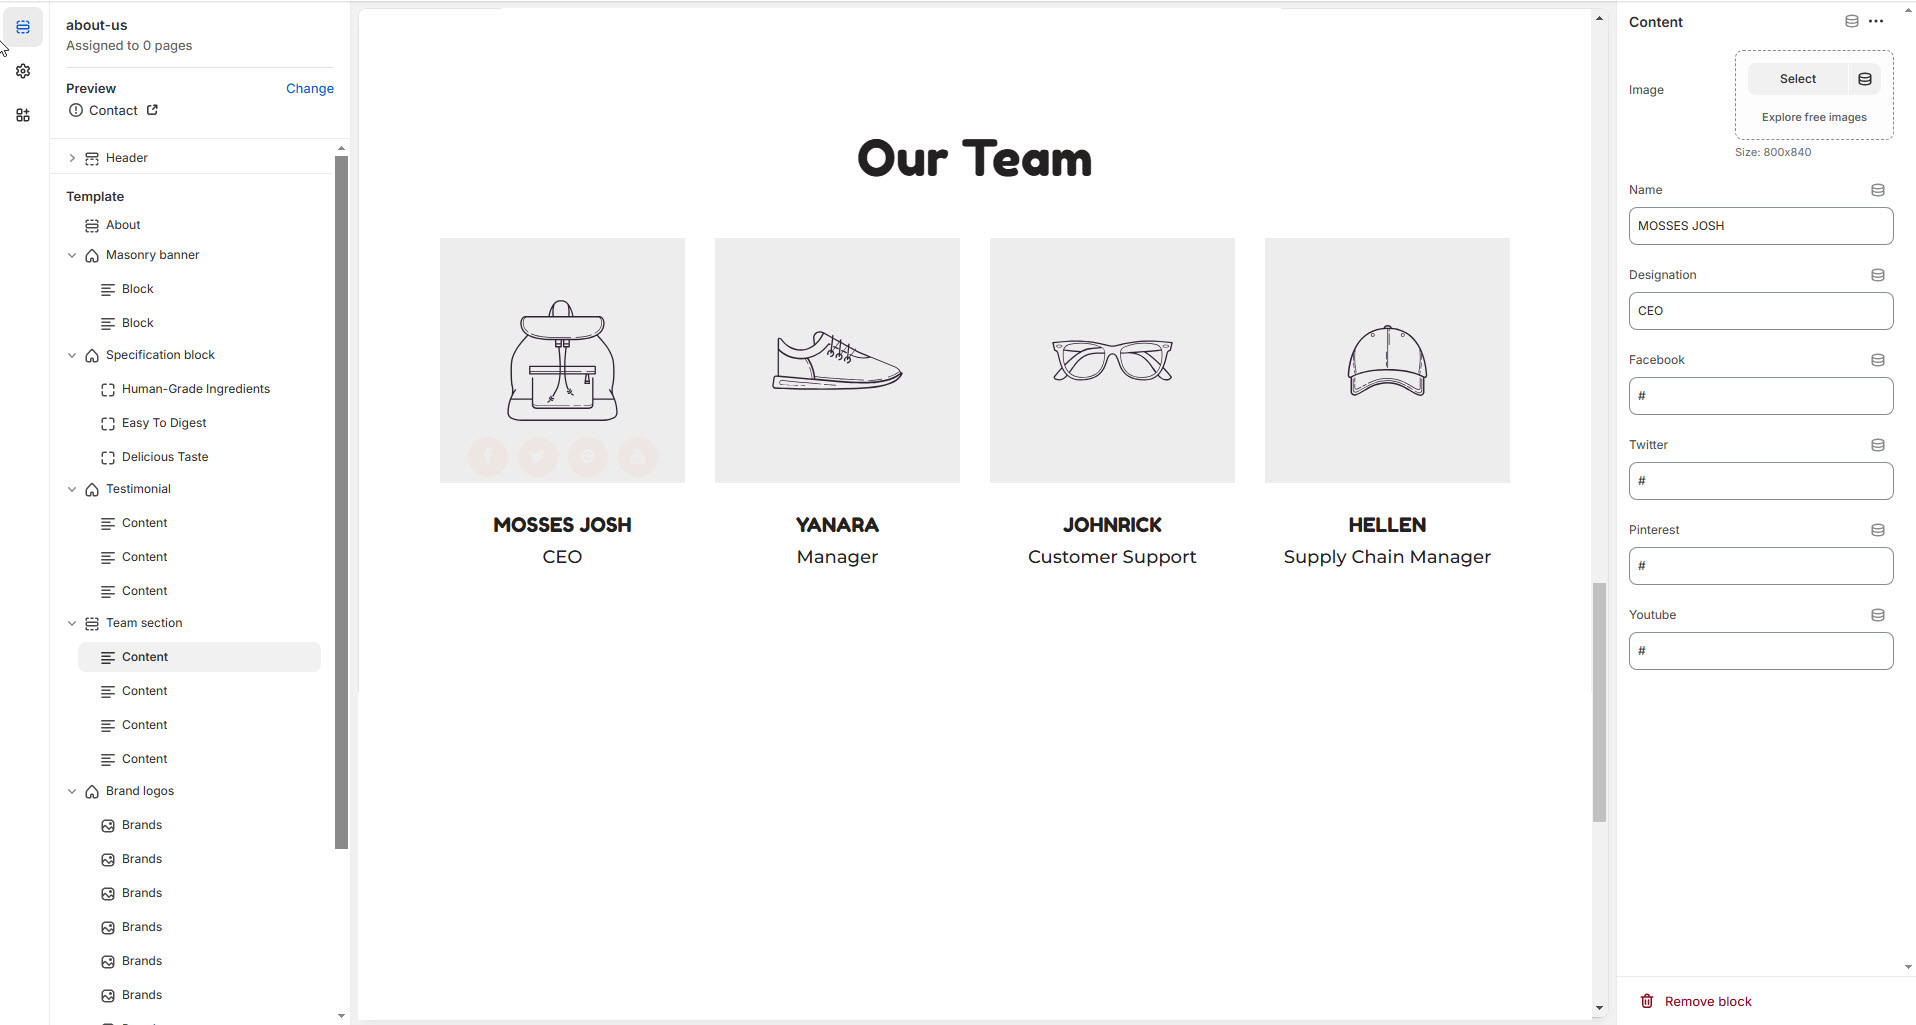 about-us
Assigned to 0 pages
Preview
Change
Contact
Header
Template
About
Masonry banner
Block
Block
Specification block
Human-Grade Ingredients
Easy To Digest
Delicious Taste
Testimonial
Content
Content
Content
Team section
Content
Content
Content
Content
Brand logos
Brands
Brands
Brands
Brands
Brands
Brands
Our Team
MOSSES JOSH
CEO
YANARA
Manager
JOHNRICK
Customer Support
HELLEN
Supply Chain Manager
Content
Image
Select
Explore free images
Size: 800x840
Name
MOSSES JOSH
Designation
CEO
Facebook
#
Twitter
#
Pinterest
#
Youtube
#
Remove block